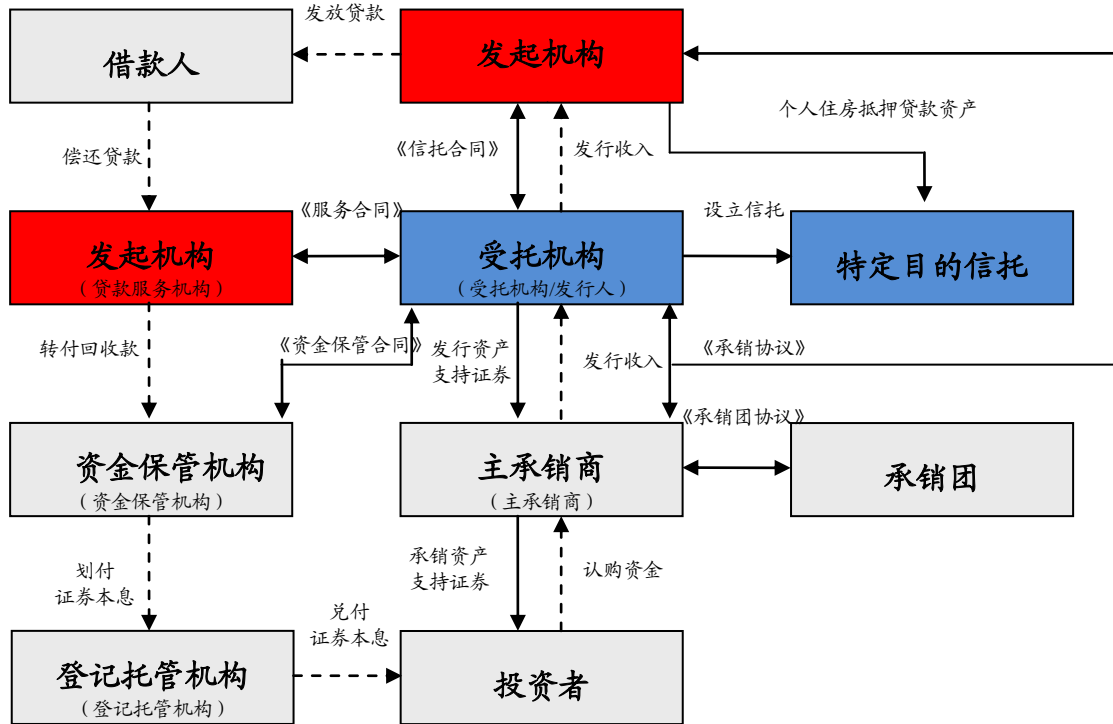 发放贷款
借款人
发起机构
个人住房抵押贷款资产
偿还贷款
《信托合同》
发行收入
《服务合同》
设立信托
发起机构
（贷款服务机构）
受托机构
（受托机构/发行人）
特定目的信托
转付回收款
《资金保管合同》
发行资产
支持证券
发行收入
《承销协议》
《承销团协议》
资金保管机构
（资金保管机构）
主承销商
（主承销商）
承销团
划付
证券本息
承销资产
支持证券
认购资金
兑付
证券本息
登记托管机构
（登记托管机构）
投资者